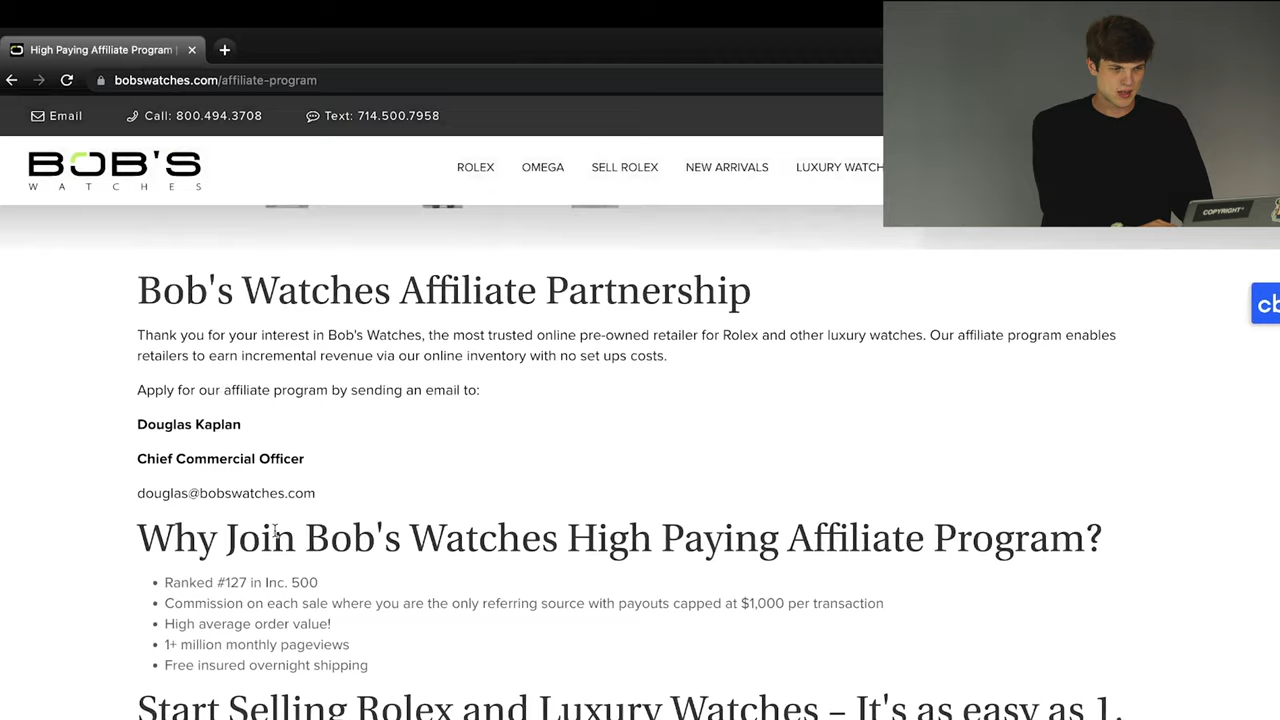 High Paying Affiliate Program |
bobswatches.com/affiliate-program
Email Call: 800.494.3708 Text: 714.500.7958
BOB'S
WATCHES
ROLEX OMEGA SELL ROLEX NEW ARRIVALS LUXURY WATCH
COPYRIGHT
Bob's Watches Affiliate Partnership
cb
Thank you for your interest in Bob's Watches, the most trusted online pre-owned retailer for Rolex and other luxury watches. Our affiliate program enables
retailers to earn incremental revenue via our online inventory with no set ups costs.
Apply for our affiliate program by sending an email to:
Douglas Kaplan
Chief Commercial Officer
douglas@bobswatches.com
Why Join Bob's Watches High Paying Affiliate Program?
• Ranked #127 in Inc. 500
• Commission on each sale where you are the only referring source with payouts capped at $1,000 per transaction
• High average order value!
• 1+ million monthly pageviews
• Free insured overnight shipping
Start Selling Rolex and Luxury Watches – It's as easy as 1,